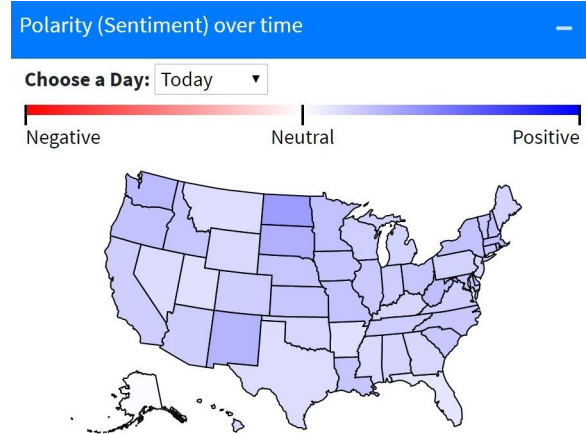 Polarity (Sentiment) over time
Choose a Day: Today
Negative Neutral Positive